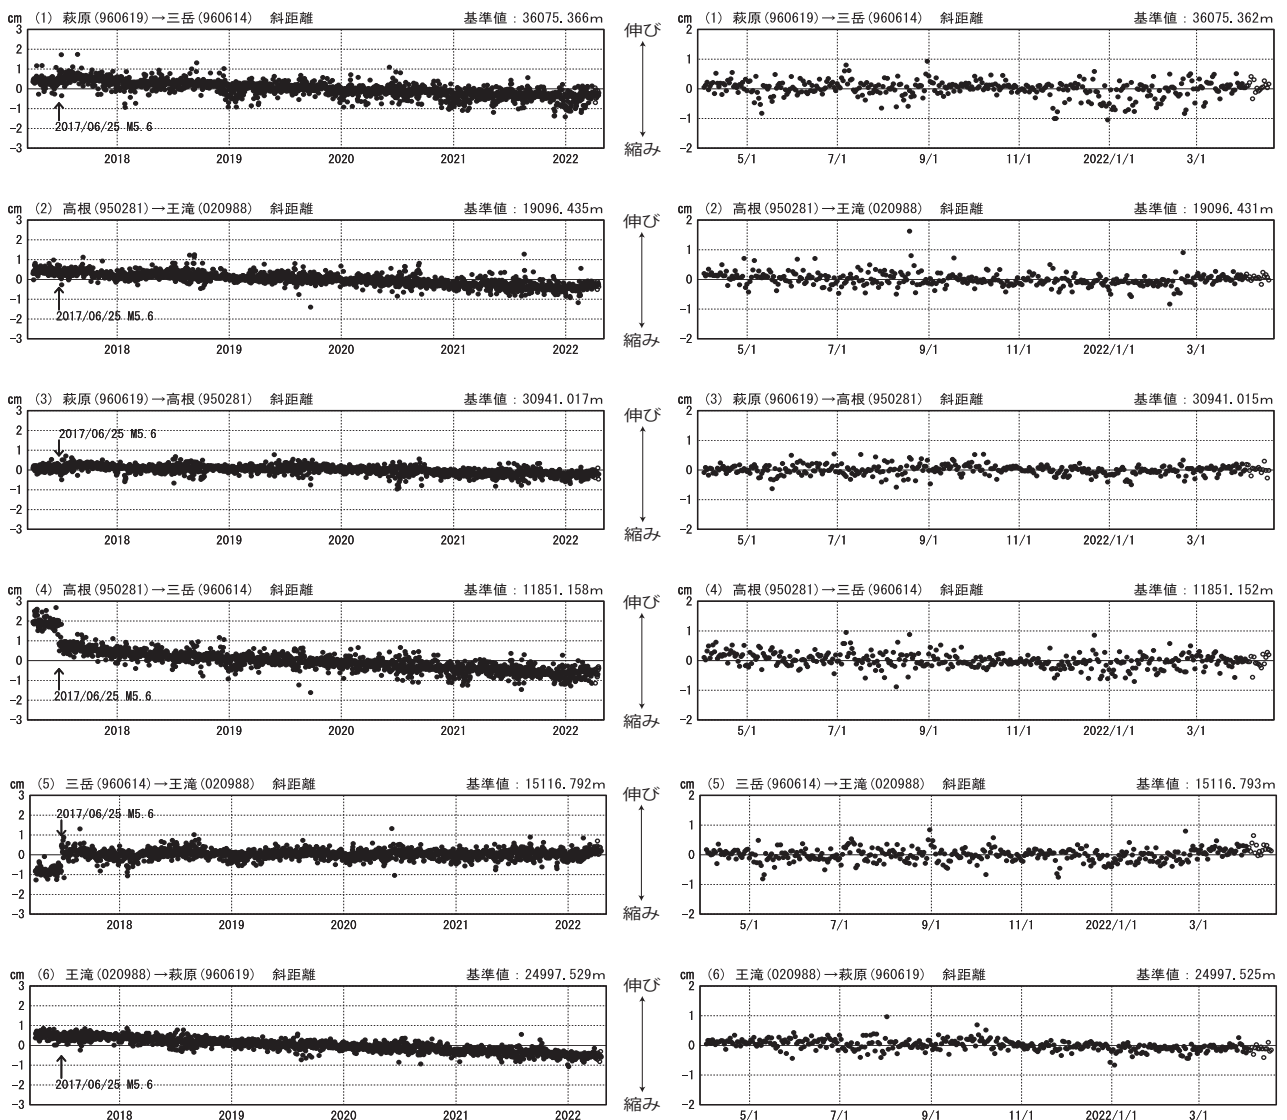 cm (1) 萩原(960619)→三岳(960614) 斜距離 基準値：36075.366m
3
2
1
0
-1
-2
-3
2017/06/25 M5.6
2018 2019 2020 2021 2022
伸び
縮み
cm (1) 萩原(960619)→三岳(960614) 斜距離 基準値：36075.362m
2
1
0
-1
-2
5/1 7/1 9/1 11/1 2022/1/1 3/1
cm (2) 高根(950281)→王滝(020988) 斜距離 基準値：19096.435m
3
2
1
0
-1
-2
-3
2017/06/25 M5.6
2018 2019 2020 2021 2022
伸び
縮み
cm (2) 高根(950281)→王滝(020988) 斜距離 基準値：19096.431m
2
1
0
-1
-2
5/1 7/1 9/1 11/1 2022/1/1 3/1
cm (3) 萩原(960619)→高根(950281) 斜距離 基準値：30941.017m
3
2
1
0
-1
-2
-3
2017/06/25 M5.6
2018 2019 2020 2021 2022
伸び
縮み
cm (3) 萩原(960619)→高根(950281) 斜距離 基準値：30941.015m
2
1
0
-1
-2
5/1 7/1 9/1 11/1 2022/1/1 3/1
cm (4) 高根(950281)→三岳(960614) 斜距離 基準値：11851.158m
3
2
1
0
-1
-2
-3
2017/06/25 M5.6
2018 2019 2020 2021 2022
伸び
縮み
cm (4) 高根(950281)→三岳(960614) 斜距離 基準値：11851.152m
2
1
0
-1
-2
5/1 7/1 9/1 11/1 2022/1/1 3/1
cm (5) 三岳(960614)→王滝(020988) 斜距離 基準値：15116.792m
3
2
1
0
-1
-2
-3
2017/06/25 M5.6
2018 2019 2020 2021 2022
伸び
縮み
cm (5) 三岳(960614)→王滝(020988) 斜距離 基準値：15116.793m
2
1
0
-1
-2
5/1 7/1 9/1 11/1 2022/1/1 3/1
cm (6) 王滝(020988)→萩原(960619) 斜距離 基準値：24997.529m
3
2
1
0
-1
-2
-3
2017/06/25 M5.6
2018 2019 2020 2021 2022
伸び
縮み
cm (6) 王滝(020988)→萩原(960619) 斜距離 基準値：24997.525m
2
1
0
-1
-2
5/1 7/1 9/1 11/1 2022/1/1 3/1